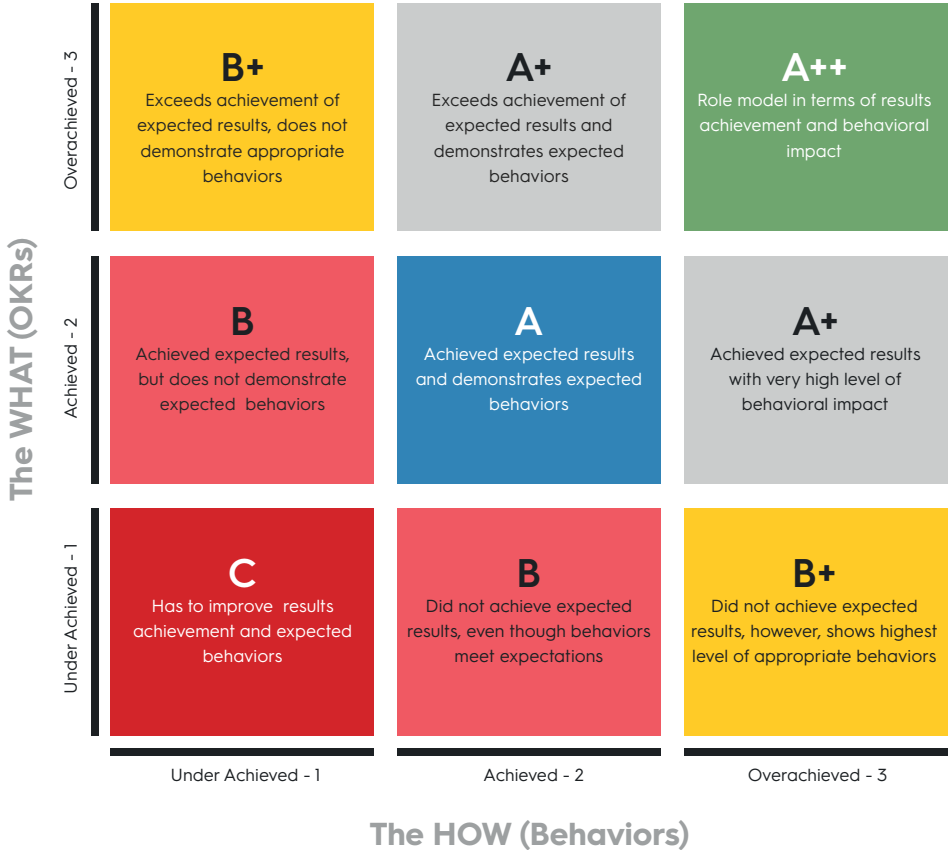 The WHAT (OKRs)
Overachieved - 3
B+
Exceeds achievement of
expected results, does not
demonstrate appropriate
behaviors
A+
Exceeds achievement of
expected results and
demonstrates expected
behaviors
A++
Role model in terms of results
achievement and behavioral
impact
Achieved - 2
B
Achieved expected results,
but does not demonstrate
expected  behaviors
A
Achieved expected results
and demonstrates expected
behaviors
A+
Achieved expected results
with very high level of
behavioral impact
Under Achieved - 1
C
Has to improve  results
achievement and expected
behaviors
B
Did not achieve expected
results, even though behaviors
meet expectations
B+
Did not achieve expected
results, however, shows highest
level of appropriate behaviors
Under Achieved - 1
Achieved - 2
Overachieved - 3
The HOW (Behaviors)